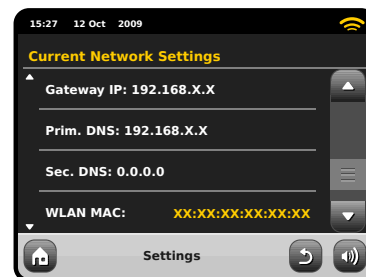 15:27 12 Oct 2009
Current Network Settings
Gateway IP: 192.168.X.X
Prim. DNS: 192.168.X.X
Sec. DNS: 0.0.0.0
WLAN MAC: XX:XX:XX:XX:XX:XX
Settings